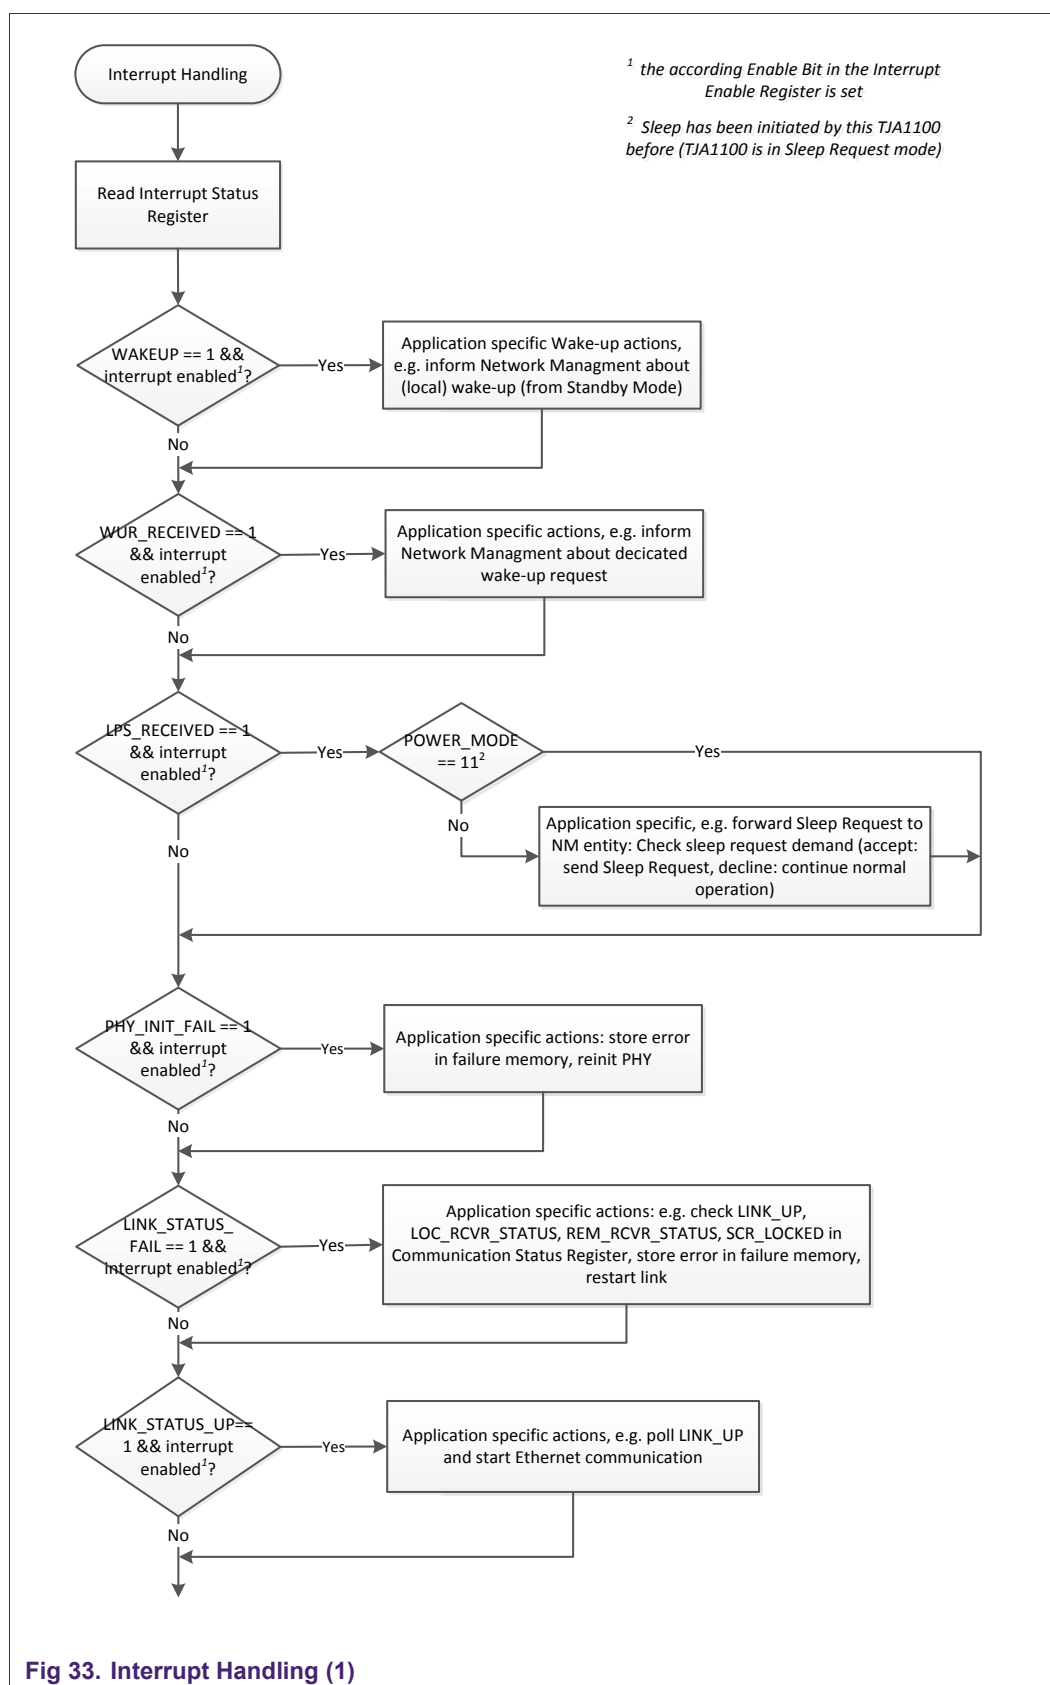 Interrupt Handling
1 the according Enable Bit in the Interrupt
Enable Register is set
2 Sleep has been initiated by this TJA1100
before (TJA1100 is in Sleep Request mode)
Read Interrupt Status
Register
WAKEUP == 1 &&
interrupt enabled1?
Yes
Application specific Wake-up actions,
e.g. inform Network Managment about
(local) wake-up (from Standby Mode)
No
WUR_RECEIVED == 1
&& interrupt
enabled1?
Yes
Application specific actions, e.g. inform
Network Managment about decicated
wake-up request
No
LPS_RECEIVED == 1
&& interrupt
enabled1?
Yes
POWER_MODE
== 112
Yes
No
Application specific, e.g. forward Sleep Request to
NM entity: Check sleep request demand (accept:
send Sleep Request, decline: continue normal
operation)
No
PHY_INIT_FAIL == 1
&& interrupt
enabled1?
Yes
Application specific actions: store error
in failure memory, reinit PHY
No
LINK_STATUS_
FAIL == 1 &&
interrupt enabled1?
Yes
Application specific actions: e.g. check LINK_UP,
LOC_RCVR_STATUS, REM_RCVR_STATUS, SCR_LOCKED in
Communication Status Register, store error in failure memory,
restart link
No
LINK_STATUS_UP==
1 && interrupt
enabled1?
Yes
Application specific actions, e.g. poll LINK_UP
and start Ethernet communication
No
Fig 33. Interrupt Handling (1)